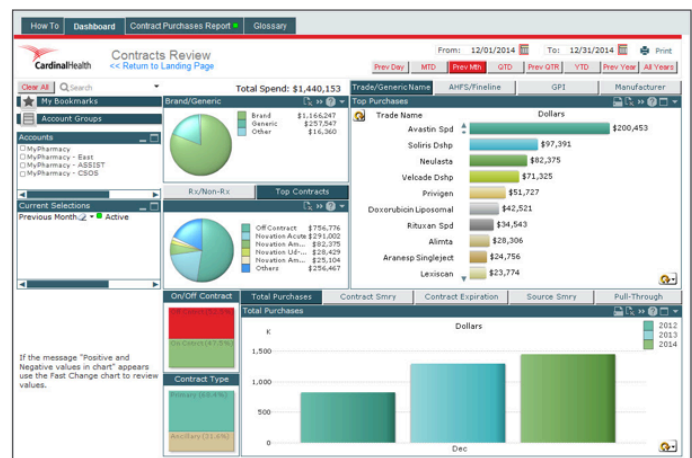 How To Dashboard Contract Purchases Report Glossary
CardinalHealth
Contracts Review
<< Return to Landing Page
From: 12/01/2014 To: 12/31/2014 Print
Prev Day MTD Prev Mth QTD Prev QTR YTD Prev Year All Years
Clear All Search
Total Spend: $1,440,153
My Bookmarks
Account Groups
Accounts
MyPharmacy
MyPharmacy - East
MyPharmacy - ASSIST
MyPharmacy - CSOS
Current Selections
Previous Month Active
If the message "Positive and
Negative values in chart" appears
use the Fast Change chart to review
values.
Brand/Generic
Brand $1,166,247
Generic $257,547
Other $16,360
Rx/Non-Rx Top Contracts
Off Contract $756,776
Novation Acute $291,002
Novation Am... $82,375
Novation Ud-... $28,429
Novation Am... $25,104
Others $256,467
Trade/GenericName AHFS/Fineline GPI Manufacturer
Top Purchases
Trade Name Dollars
Avastin Spd $200,453
Soliris Dshp $97,391
Neulasta $82,375
Velcade Dshp $71,325
Privigen $51,727
Doxorubicin Liposomal $42,521
Rituxan Spd $34,543
Alimta $28,306
Aranesp Singleject $24,756
Lexiscan $23,774
On/Off Contract
Contract Type
Primary
Total Purchases Contract Smry Contract Expiration Source Smry Pull-Through
Total Purchases
K Dollars
2012
2013
2014
1,500
1,000
500
0
Dec